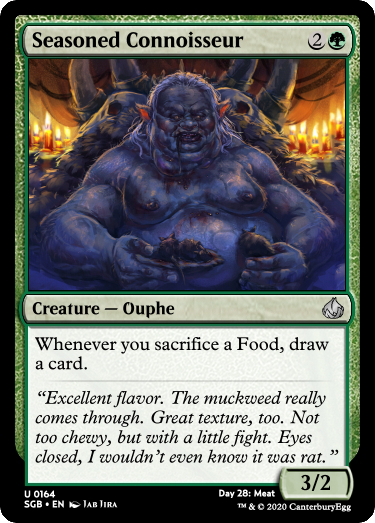 Seasoned Connoisseur 2
Creature — Ouphe
Whenever you sacrifice a Food, draw
a card.
“Excellent flavor. The muckweed really
comes through. Great texture, too. Not
too chewy, but with a little fight. Eyes
closed, I wouldn’t even know it was rat.”
3/2
U 0164 Day 28: Meat
SGB • EN Jab Jira ™ & © 2020 CanterburyEgg